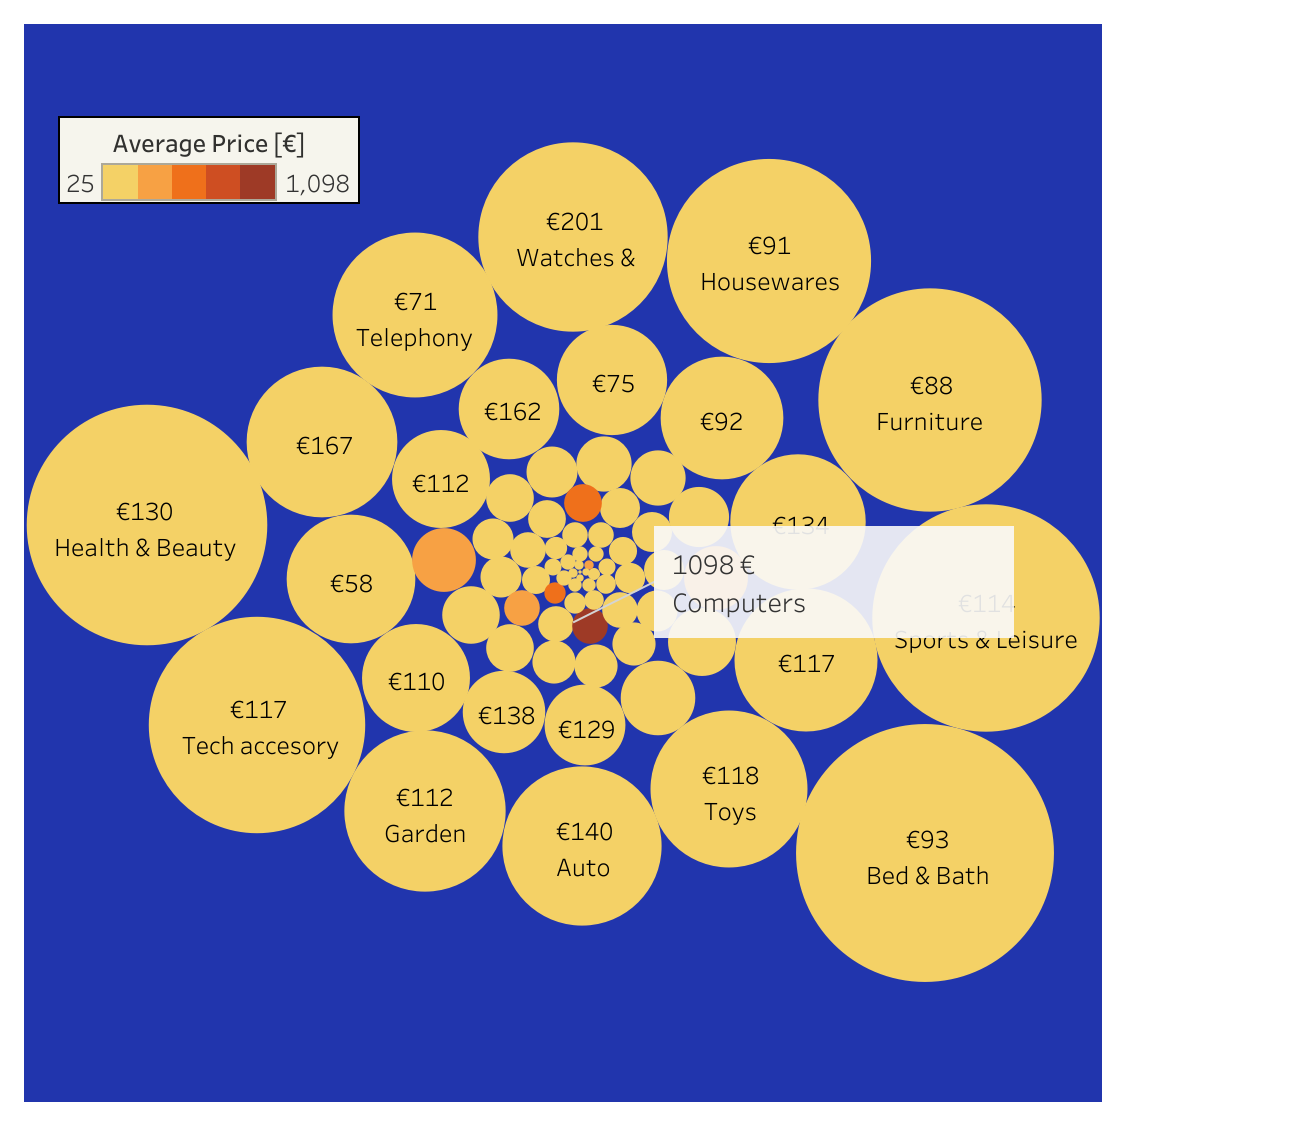 Average Price [€]
25 1,098
€201
Watches &
€91
Housewares
€71
Telephony
€88
Furniture
€75
€162
€92
€167
€112
€130
Health & Beauty
€134
1098 €
Computers
€58
€114
Sports & Leisure
€117
€110
€117
Tech accesory
€138
€129
€118
Toys
€112
Garden
€140
Auto
€93
Bed & Bath